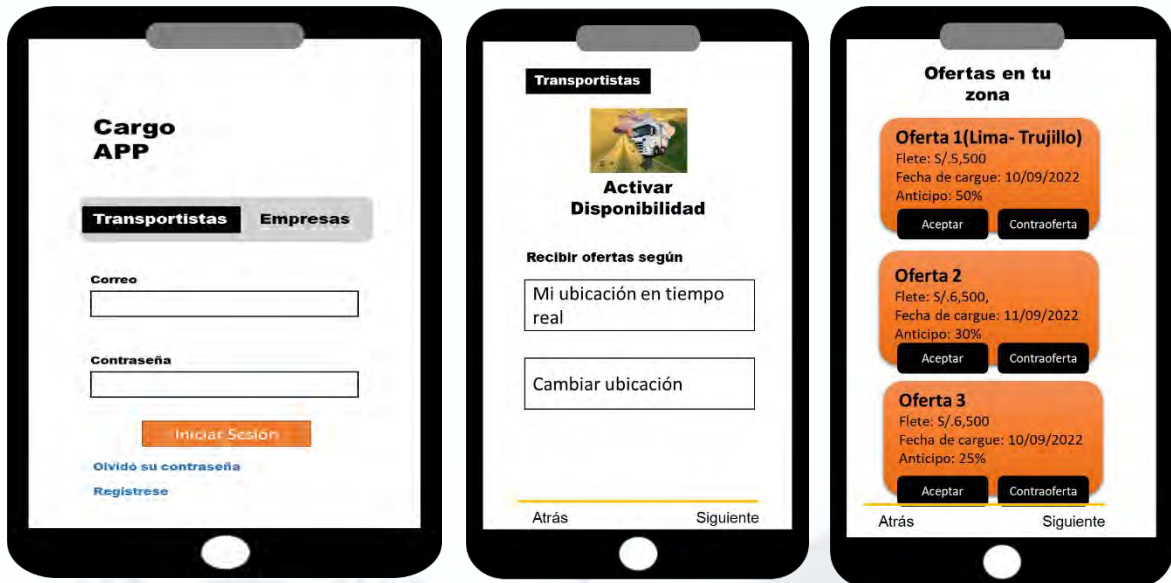 Cargo
APP
Transportistas Empresas
Correo
Contraseña
Iniciar Sesión
Olvidó su contraseña
Registrese
Transportistas
Activar
Disponibilidad
Recibir ofertas según
Mi ubicación en tiempo
real
Cambiar ubicación
Atrás Siguiente
Ofertas en tu
zona
Oferta 1(Lima- Trujillo)
Flete: S/.5,500
Fecha de cargue: 10/09/2022
Anticipo: 50%
Aceptar Contraoferta
Oferta 2
Flete: S/.6,500,
Fecha de cargue: 11/09/2022
Anticipo: 30%
Aceptar Contraoferta
Oferta 3
Flete: S/.6,500
Fecha de cargue: 10/09/2022
Anticipo: 25%
Aceptar Contraoferta
Atrás Siguiente